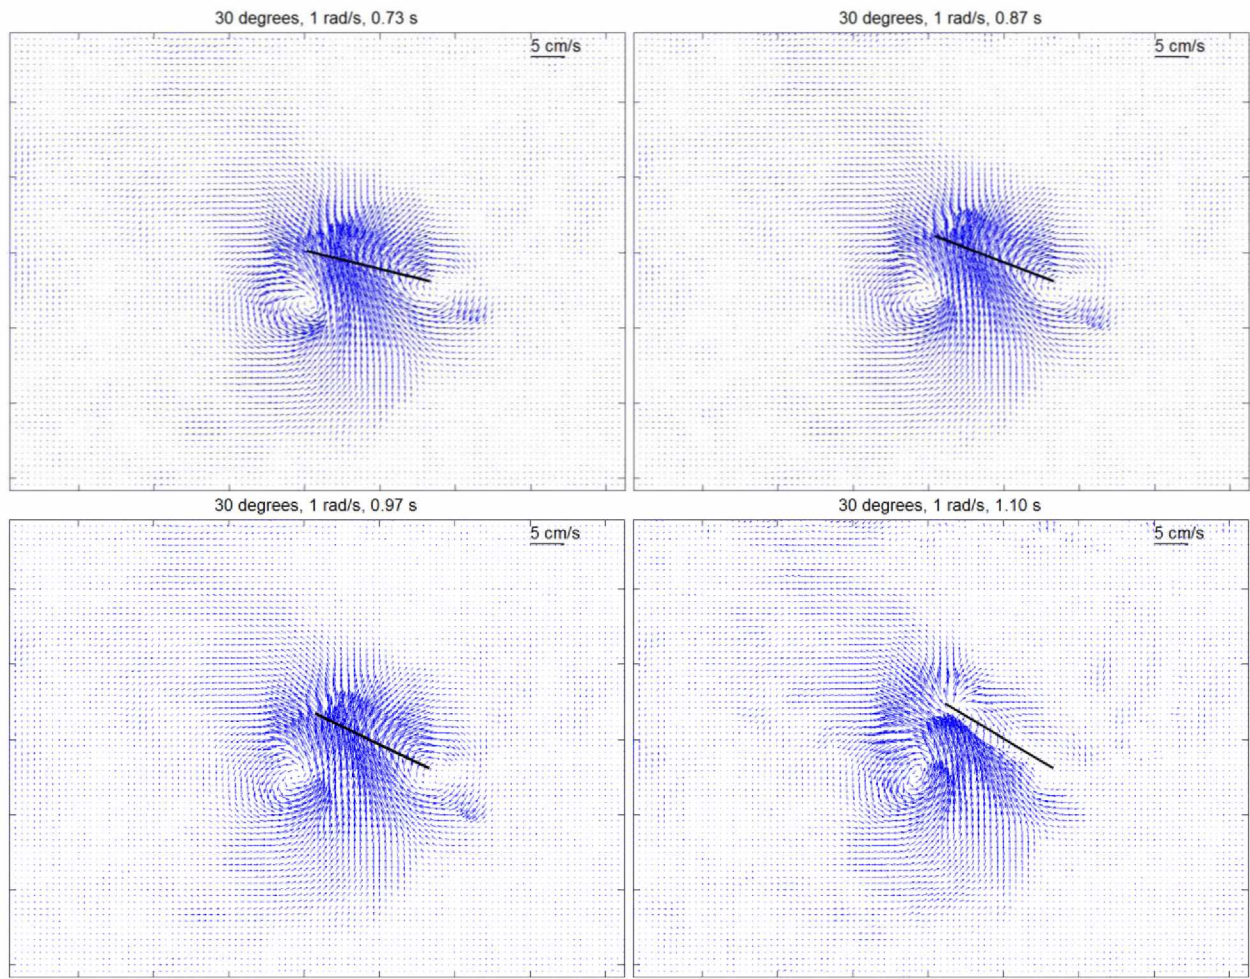 30 degrees, 1 rad/s, 0.73 s
5 cm/s
30 degrees, 1 rad/s, 0.87 s
5 cm/s
30 degrees, 1 rad/s, 0.97 s
5 cm/s
30 degrees, 1 rad/s, 1.10 s
5 cm/s